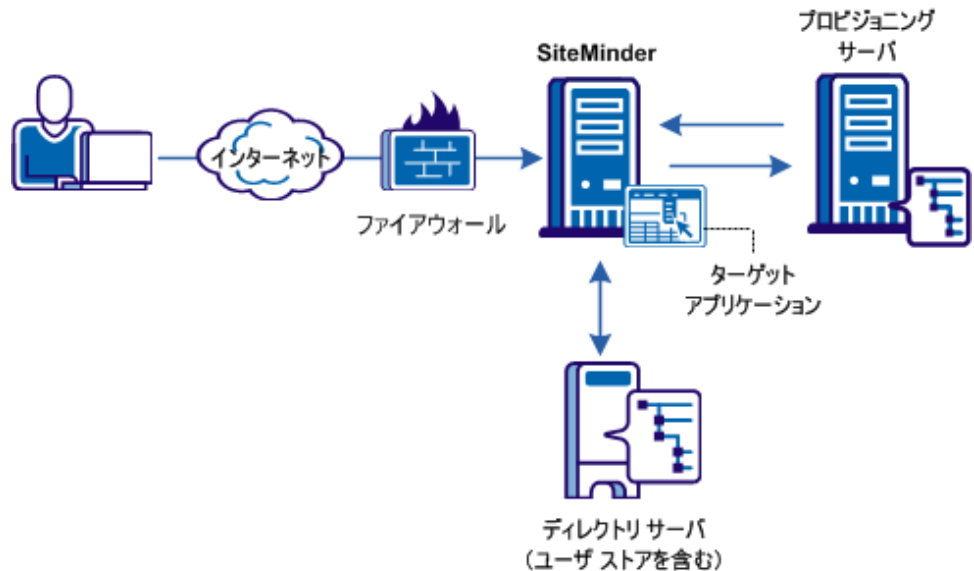 プロビジョニング
サーバ
SiteMinder
インターネット
ファイアウォール
ターゲット
アプリケーション
ディレクトリ サーバ
(ユーザ ストアを含む)